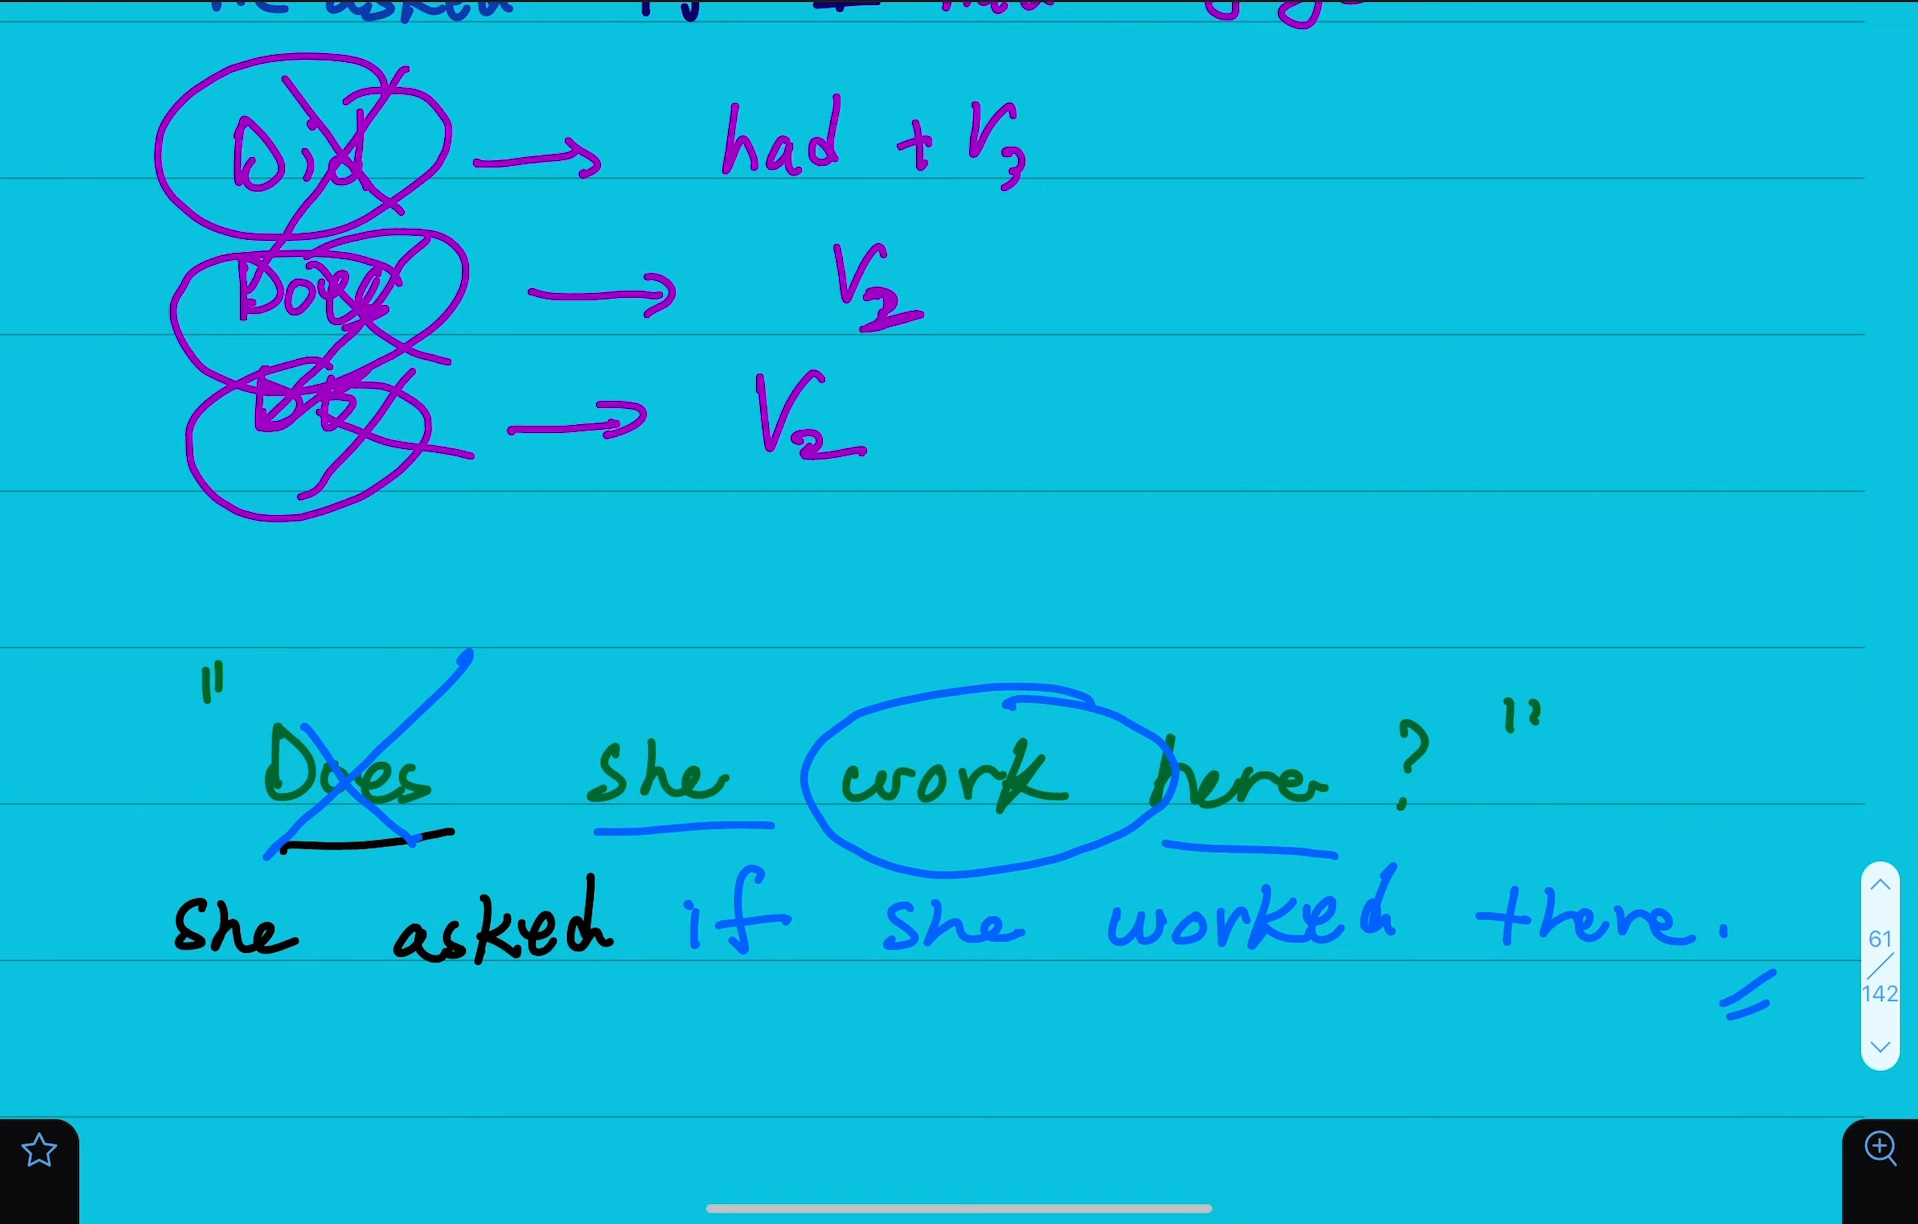 asked
Did → had + V3
Does → V2
Do → V2
"Does she work here?"
She asked if she worked there.
61
142